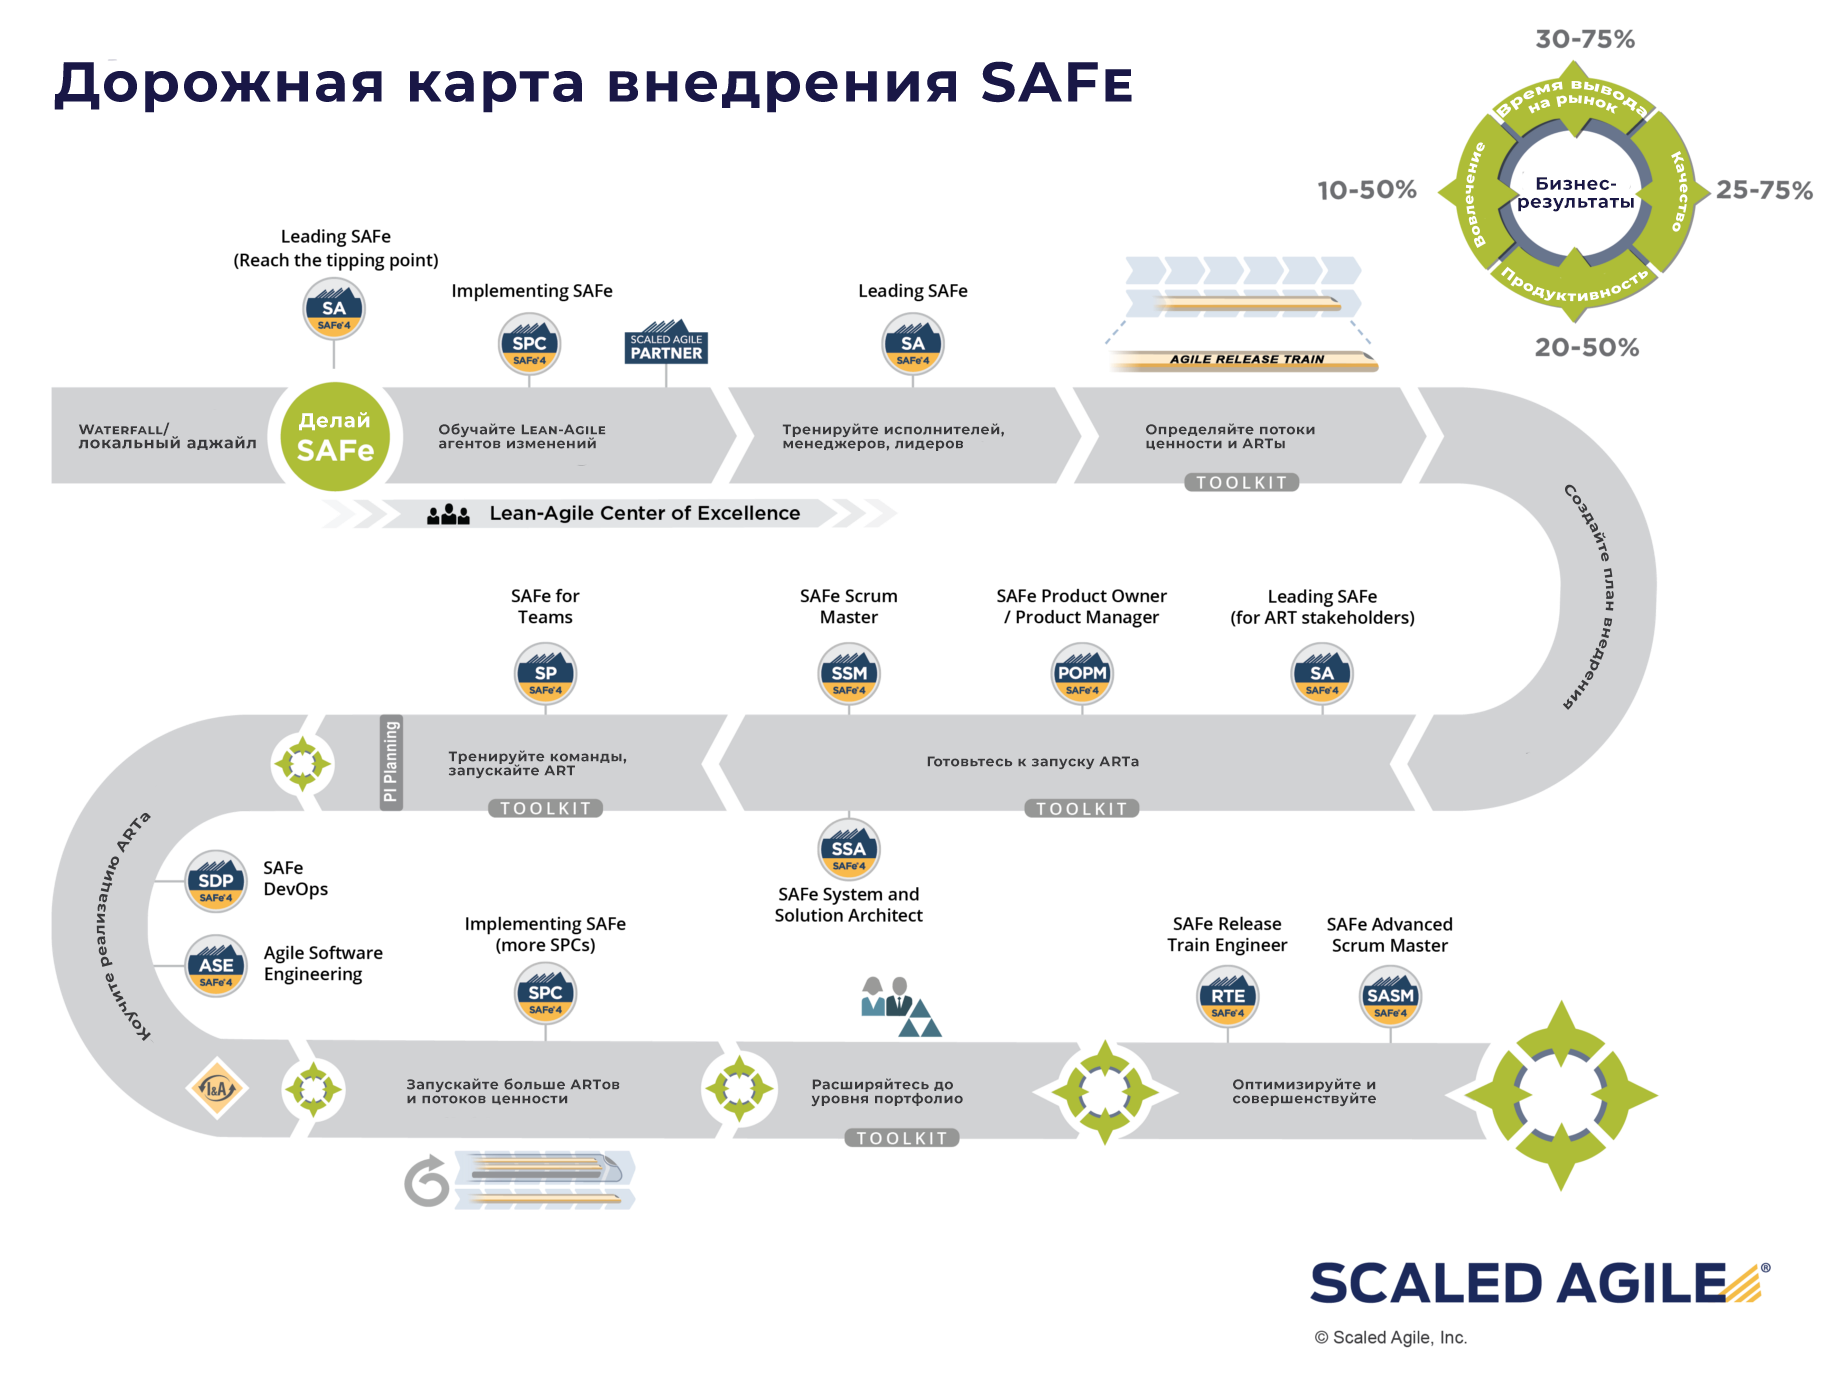 Дорожная карта внедрения SAFe
30-75%
Время вывода
на рынок
10-50%
Вовлечение
Бизнес-
результаты
Качество
25-75%
Продуктивность
20-50%
Leading SAFe
(Reach the tipping point)
SA
SAFe®4
Implementing SAFe
SPC
SAFe®4
SCALED AGILE
PARTNER
Leading SAFe
SA
SAFe®4
AGILE RELEASE TRAIN
Waterfall/
локальный аджайл
Делай
SAFe
Обучайте Lean-Agile
агентов изменений
Тренируйте исполнителей,
менеджеров, лидеров
Определяйте потоки
ценности и ARTы
TOOLKIT
Lean-Agile Center of Excellence
Создайте план внедрения
SAFe for
Teams
SP
SAFe®4
SAFe Scrum
Master
SSM
SAFe®4
SAFe Product Owner
/ Product Manager
POPM
SAFe®4
Leading SAFe
(for ART stakeholders)
SA
SAFe®4
PI Planning
Тренируйте команды,
запускайте ART
TOOLKIT
Готовьтесь к запуску ARTа
TOOLKIT
SSA
SAFe®4
SAFe System and
Solution Architect
Коучите Реализацию ARTа
SDP
SAFe®4
SAFe
DevOps
ASE
SAFe®4
Agile Software
Engineering
Implementing SAFe
(more SPCs)
SPC
SAFe®4
SAFe Release
Train Engineer
RTE
SAFe®4
SAFe Advanced
Scrum Master
SASM
SAFe®4
I&A
Запускайте больше ARTов
и потоков ценности
Расширяйтесь до
уровня портфолио
TOOLKIT
Оптимизируйте и
совершенствуйте
SCALED AGILE®
© Scaled Agile, Inc.